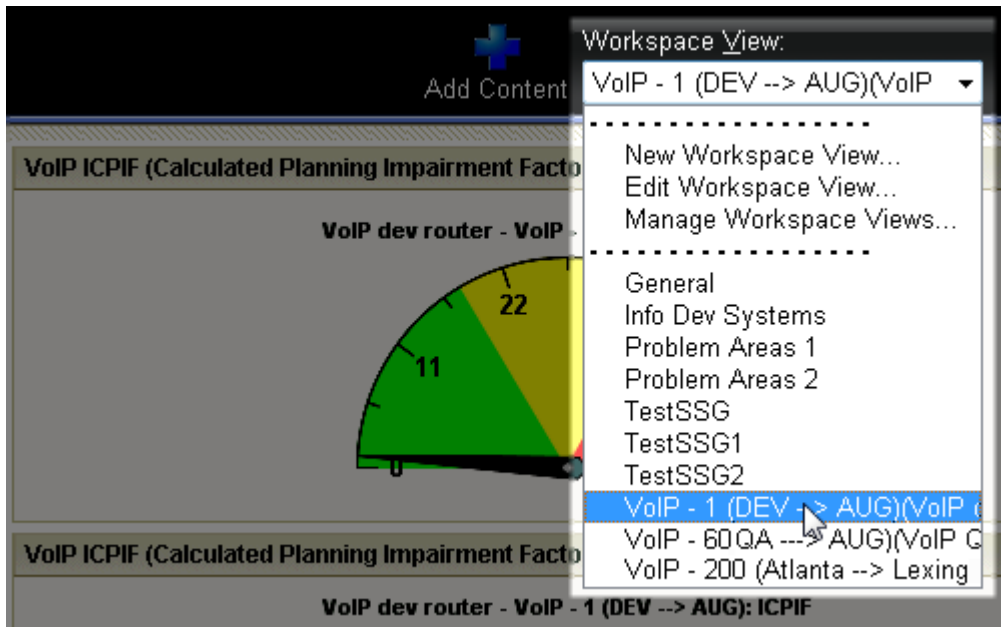 Workspace View:
Add Content
VoIP - 1 (DEV --> AUG)(VoIP
New Workspace View...
Edit Workspace View...
Manage Workspace Views...
General
Info Dev Systems
Problem Areas 1
Problem Areas 2
TestSSG
TestSSG1
TestSSG2
VoIP - 1 (DEV --> AUG)(VoIP
VoIP - 60QA ---> AUG)(VoIP Q
VoIP - 200 (Atlanta --> Lexing
VoIP ICPIF (Calculated Planning Impairment Facto
VoIP dev router - VoIP -
22
11
0
VoIP ICPIF (Calculated Planning Impairment Facto
VoIP dev router - VoIP - 1 (DEV --> AUG): ICPIF